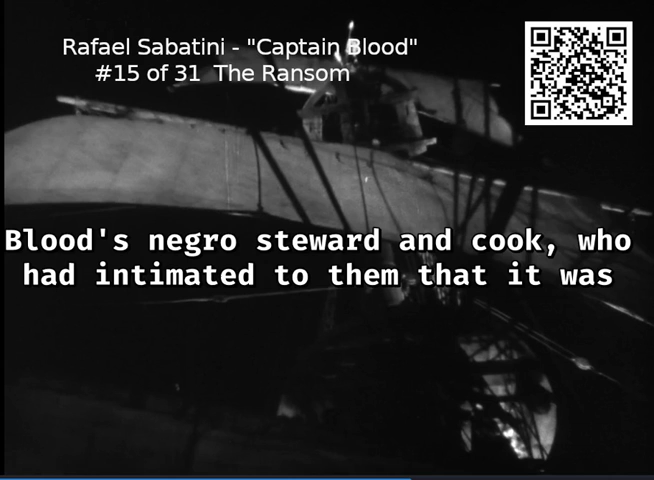 Rafael Sabatini - "Captain Blood"
#15 of 31  The Ransom
Blood's negro steward and cook, who
had intimated to them that it was